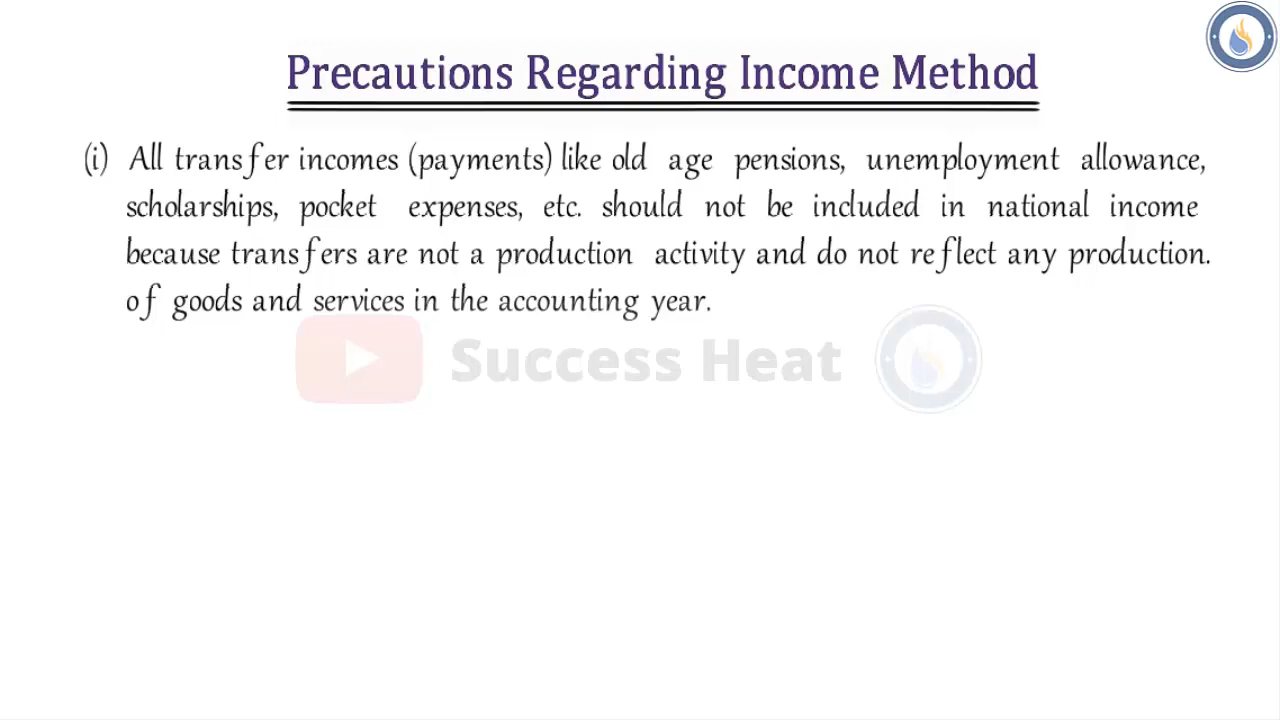 Precautions Regarding Income Method
(i) All transfer incomes (payments) like old age pensions, unemployment allowance,
scholarships, pocket expenses, etc. should not be included in national income
because transfers are not a production activity and do not reflect any production.
of goods and services in the accounting year.
Success Heat